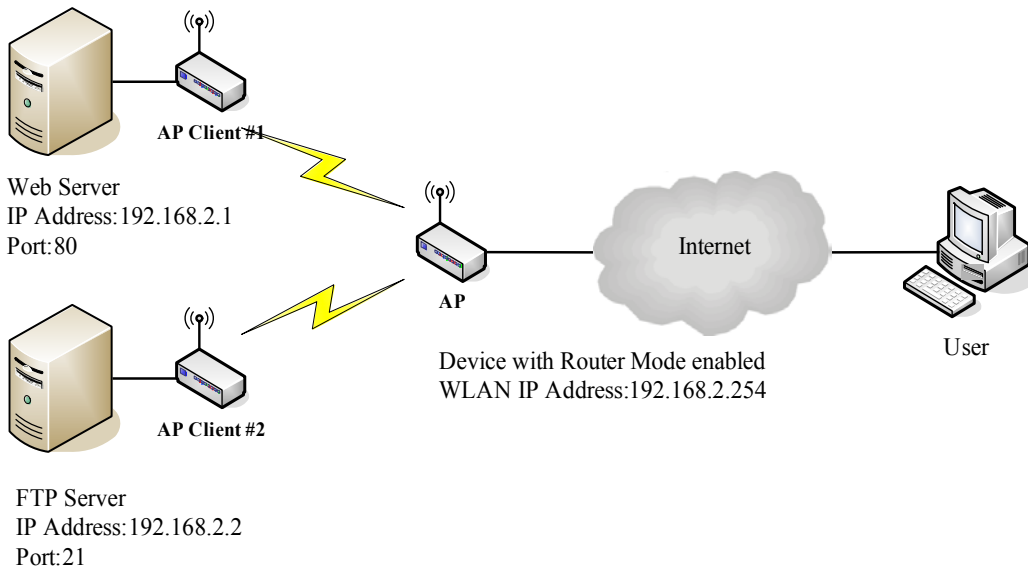 AP Client #1
Web Server
IP Address:192.168.2.1
Port:80
Internet
AP
Device with Router Mode enabled
WLAN IP Address:192.168.2.254
User
AP Client #2
FTP Server
IP Address:192.168.2.2
Port:21